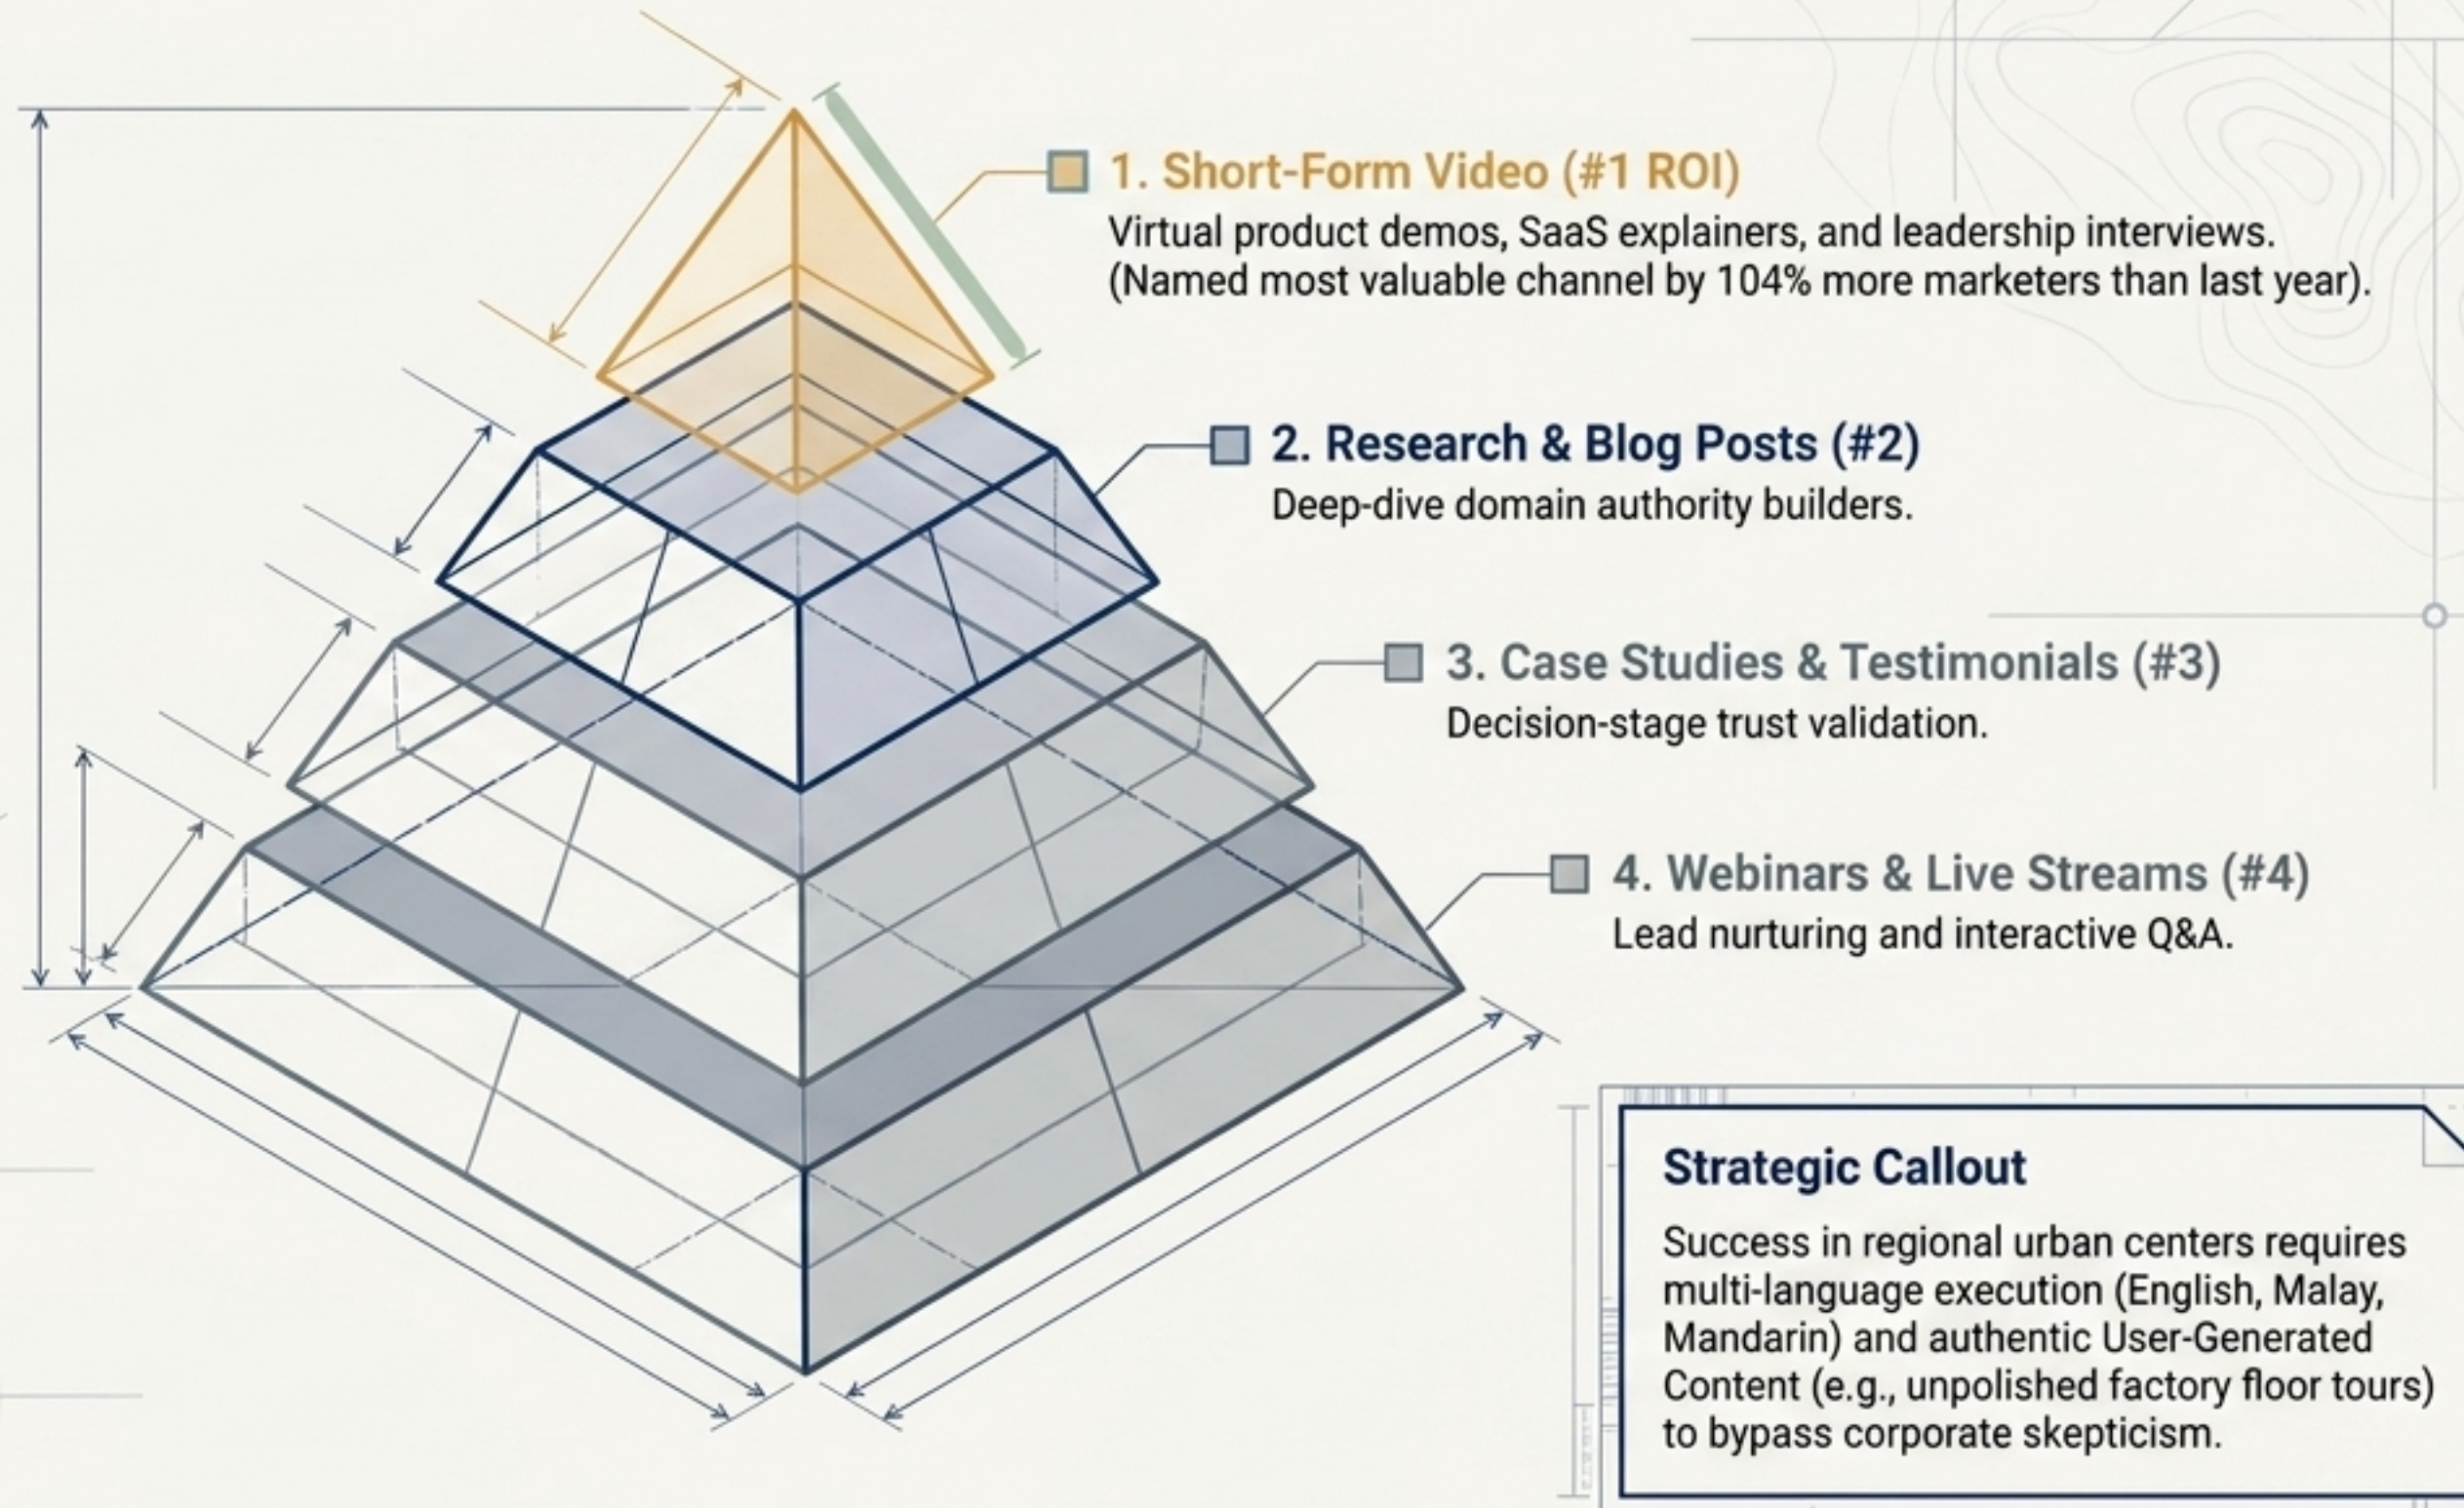 1. Short-Form Video (#1 ROI)
Virtual product demos, SaaS explainers, and leadership interviews.
(Named most valuable channel by 104% more marketers than last year).
2. Research & Blog Posts (#2)
Deep-dive domain authority builders.
3. Case Studies & Testimonials (#3)
Decision-stage trust validation.
4. Webinars & Live Streams (#4)
Lead nurturing and interactive Q&A.
Strategic Callout
Success in regional urban centers requires
multi-language execution (English, Malay,
Mandarin) and authentic User-Generated
Content (e.g., unpolished factory floor tours)
to bypass corporate skepticism.